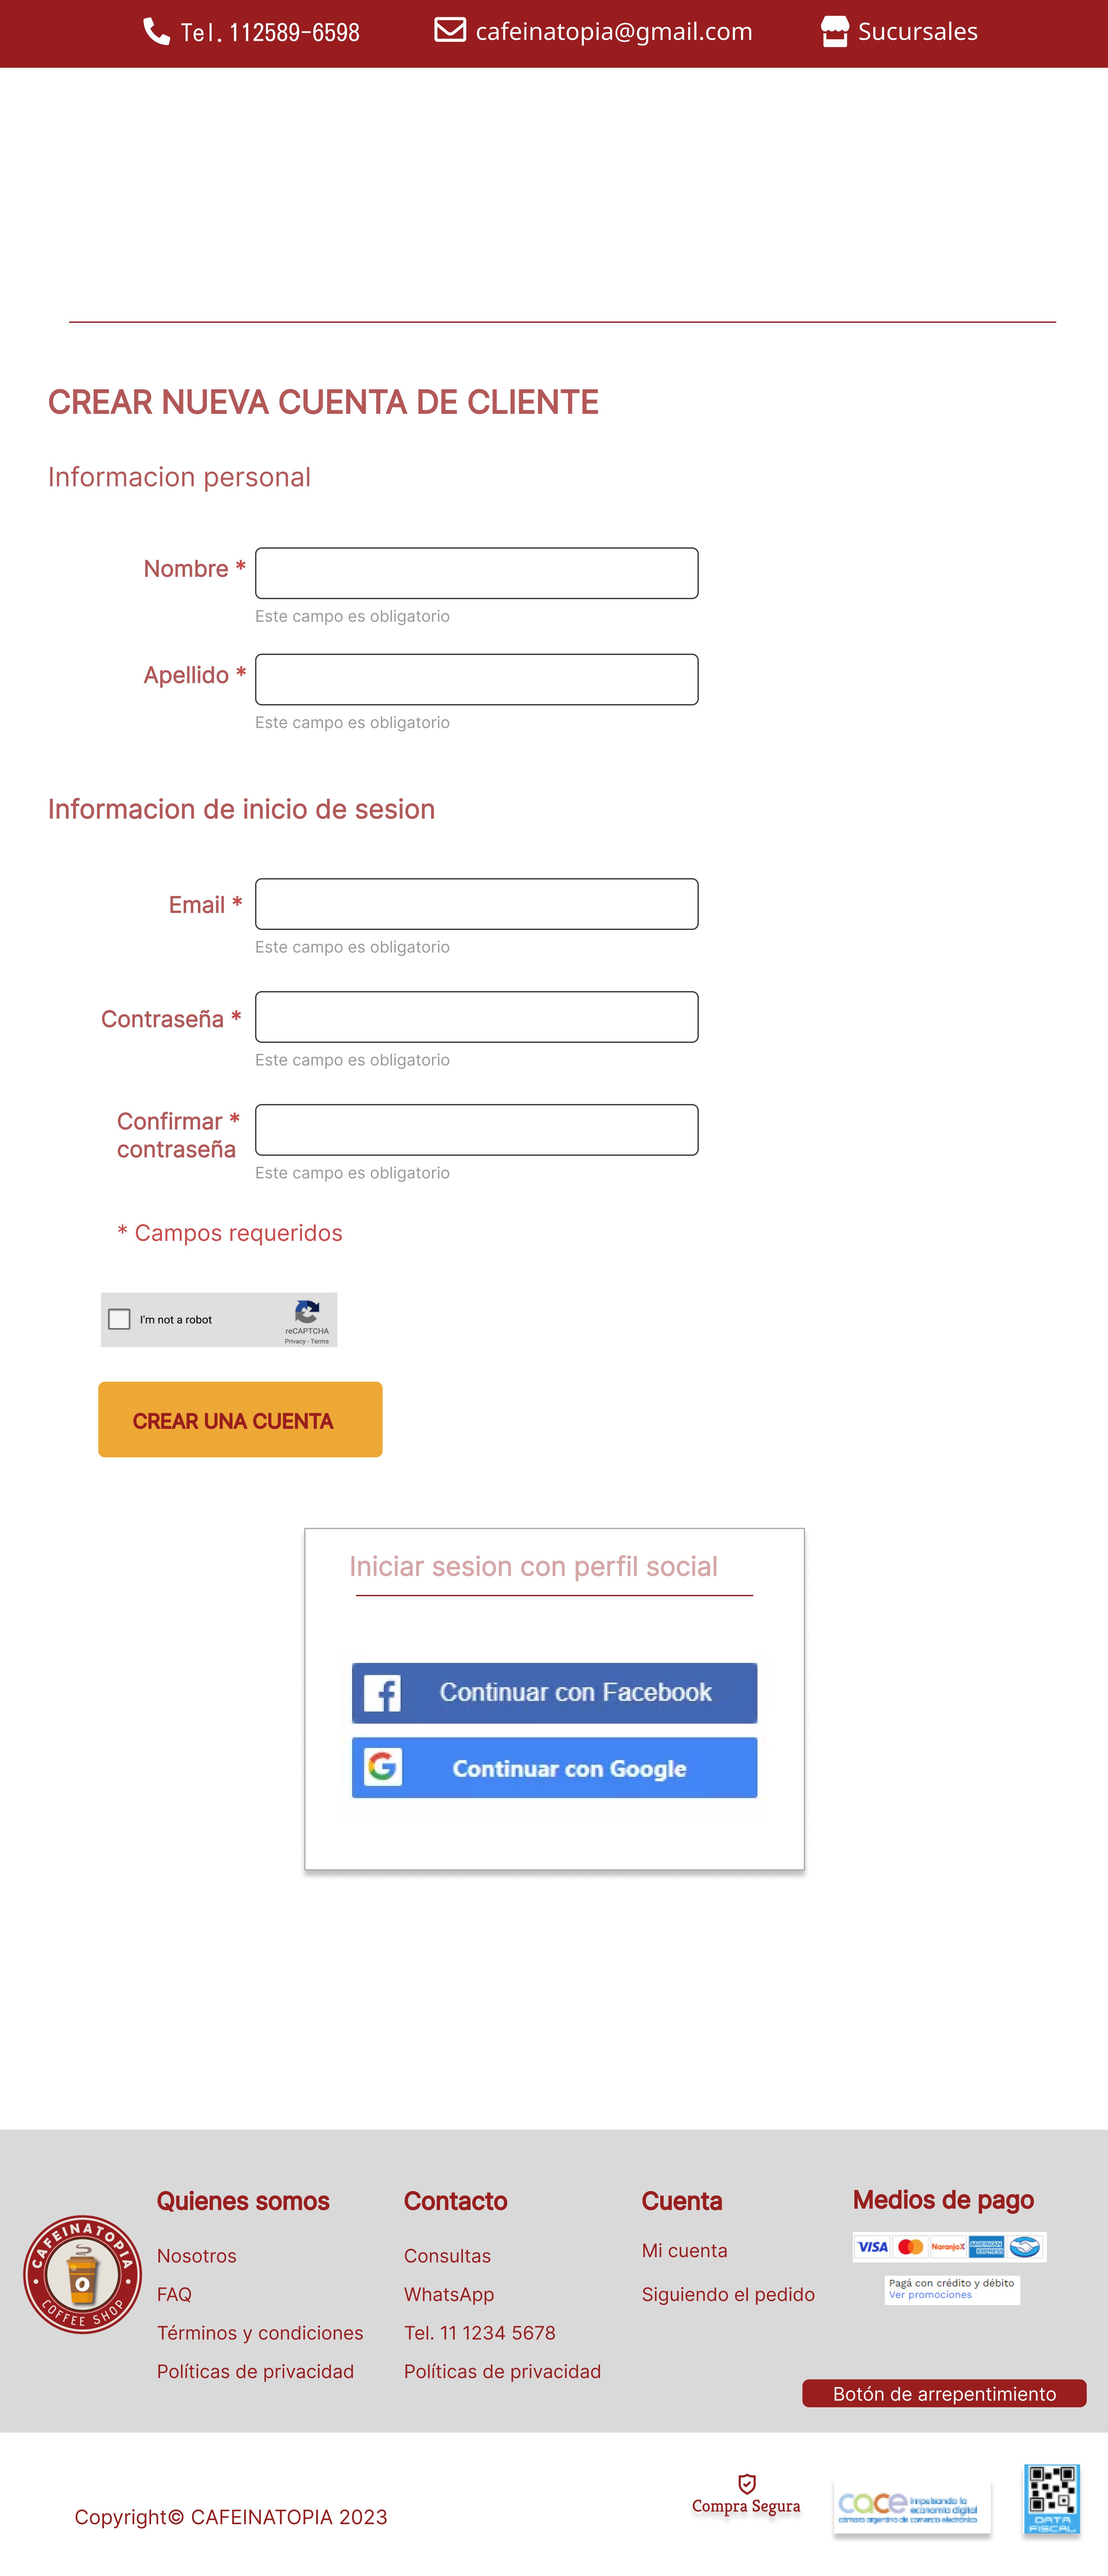 Tel. 112589-6598
cafeinatopia@gmail.com
Sucursales
CREAR NUEVA CUENTA DE CLIENTE
Informacion personal
Nombre *
Este campo es obligatorio
Apellido *
Este campo es obligatorio
Informacion de inicio de sesion
Email *
Este campo es obligatorio
Contraseña *
Este campo es obligatorio
Confirmar *
contraseña
Este campo es obligatorio
* Campos requeridos
I'm not a robot
reCAPTCHA
Privacy - Terms
CREAR UNA CUENTA
Iniciar sesion con perfil social
Continuar con Facebook
Continuar con Google
CAFEINATOPIA
COFFEE SHOP
Quienes somos
Nosotros
FAQ
Términos y condiciones
Políticas de privacidad
Contacto
Consultas
WhatsApp
Tel. 11 1234 5678
Políticas de privacidad
Cuenta
Mi cuenta
Siguiendo el pedido
Medios de pago
VISA
NaranjaX
AMERICAN
EXPRESS
Pagá con crédito y débito
Ver promociones
Botón de arrepentimiento
Copyright© CAFEINATOPIA 2023
Compra Segura
cace
impulsando la
economía digital
cámara argentina de comercio electrónico
DATA
FISCAL